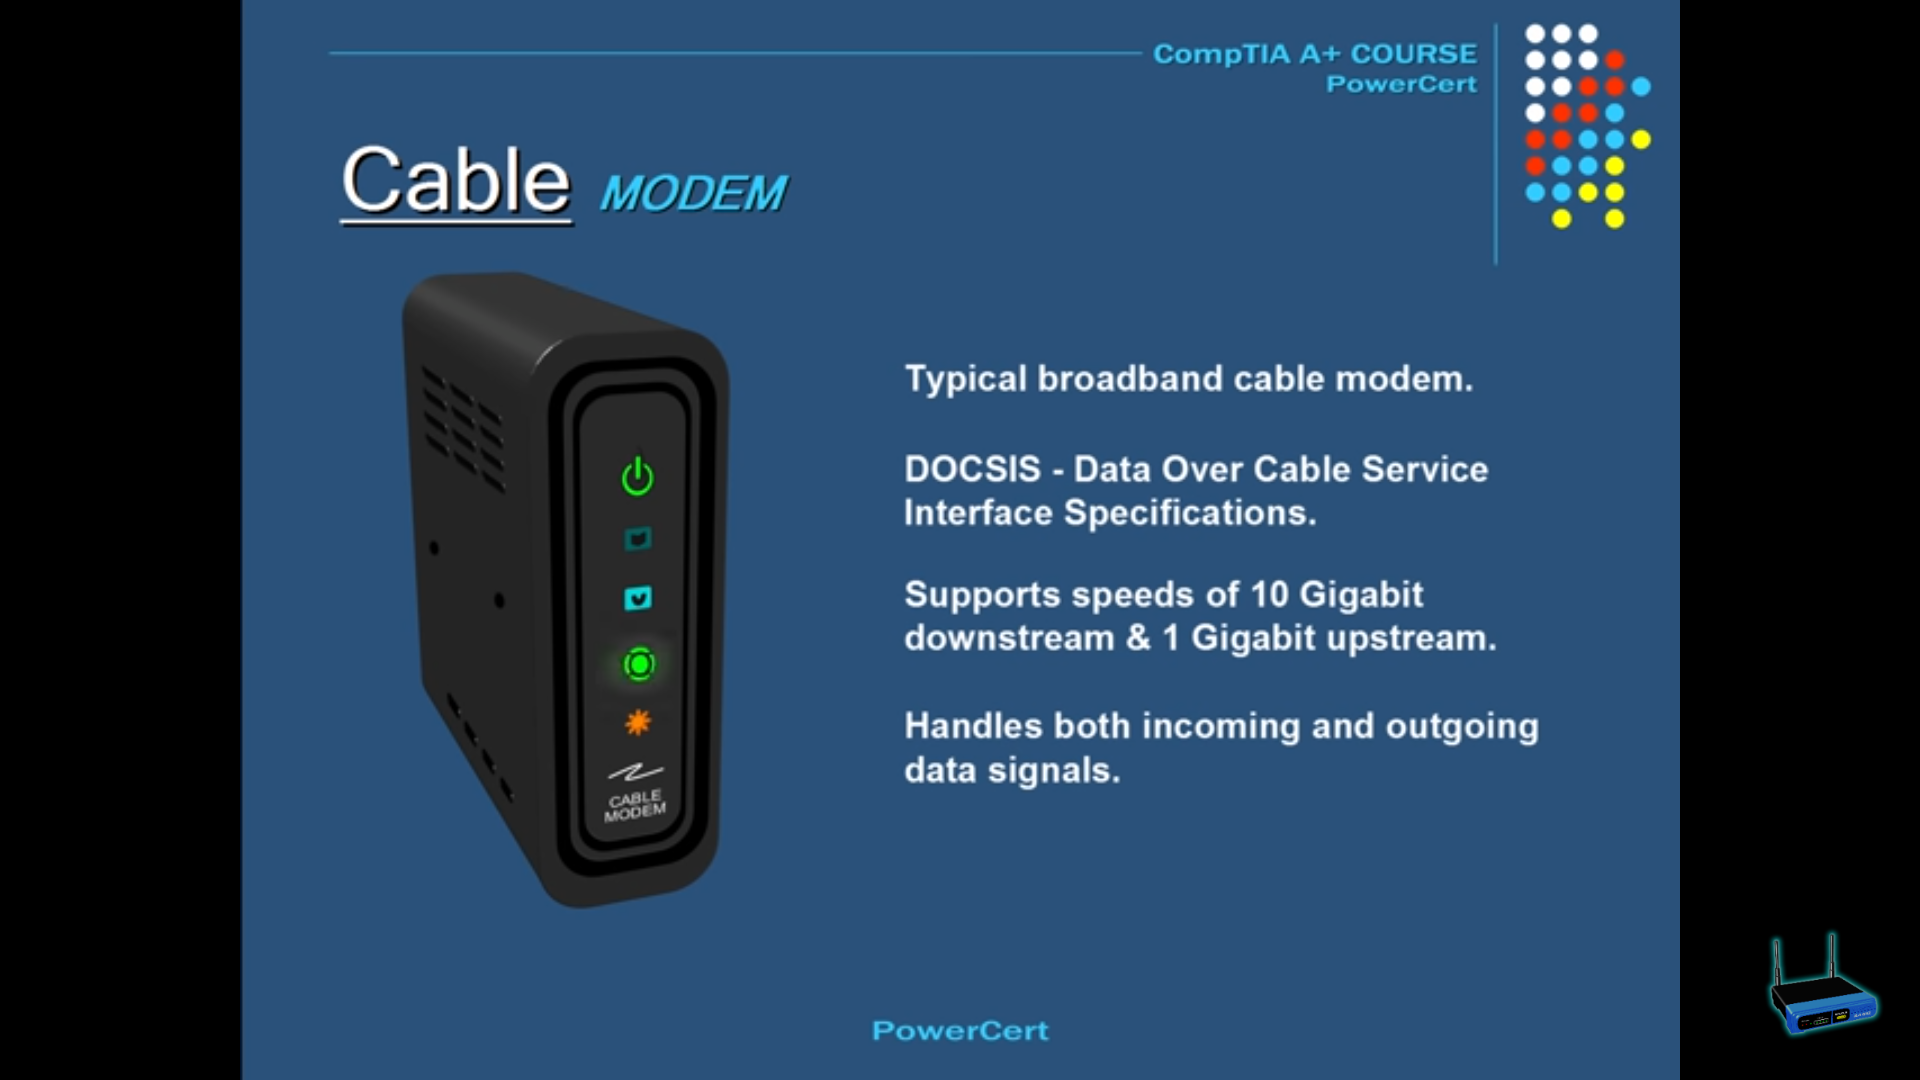 CompTIA A+ COURSE
PowerCert
Cable MODEM
Typical broadband cable modem.
DOCSIS - Data Over Cable Service
Interface Specifications.
Supports speeds of 10 Gigabit
downstream & 1 Gigabit upstream.
Handles both incoming and outgoing
data signals.
CABLE
MODEM
PowerCert